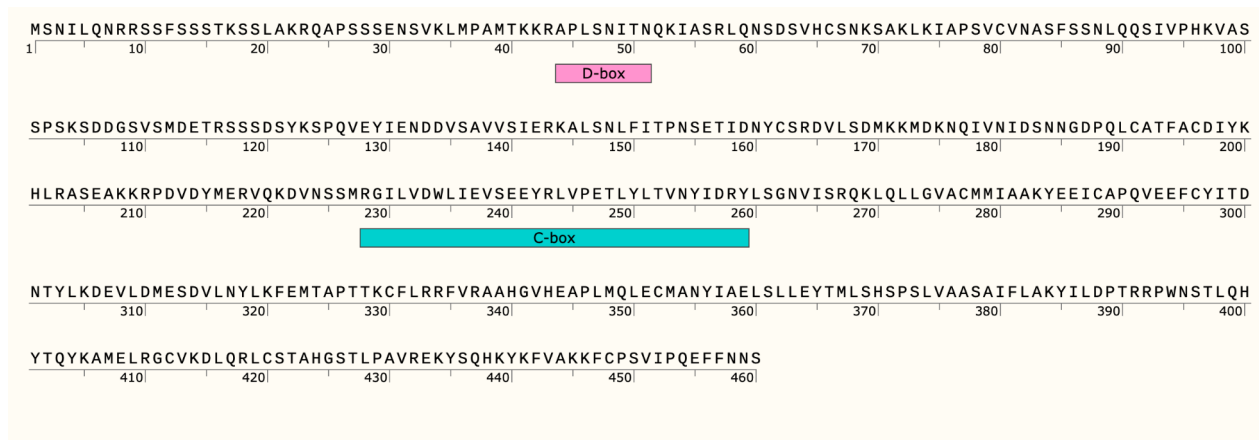 MSNILQNRRSSFSSSTKSSLAKRQAPSSSENSVKLMPAMTKKRAPLSNITNQKIASRLQNSDSVHCSNKSAKLKIAPSVCVNASFSSNLQQSIVPHKVAS
1 10 20 30 40 50 60 70 80 90 100
D-box
SPSKSDDGSVSMDETRSSSDSYKSPQVEYIENDDVSAVVSIERKALSNLFITPNSETIDNYCSRDVLSDMKKMDKNQIVNIDSNNGDPQLCATFACDIYK
110 120 130 140 150 160 170 180 190 200
HLRASEAKKRPDVDYMERVQKDVNSSMRGILVDWLIEVSEEYRLVPETLYLTVNYIDRYLSGNVISRQKLQLLGVACMMIAAKYEEICAPQVEEFCYITD
210 220 230 240 250 260 270 280 290 300
C-box
NTYLKDEVLDMESDVLNYLKFEMTAPTTKCFLRRFVRAAHGVHEAPLMQLECMANYIAELSLLEYTMLSHSPSLVAASAIFLAKYILDPTRRPWNSTLQH
310 320 330 340 350 360 370 380 390 400
YTQYKAMELRGCVKDLQRLCSTAHGSTLPAVREKYSQHKYKFVAKKFCPSVIPQEFFNNS
410 420 430 440 450 460